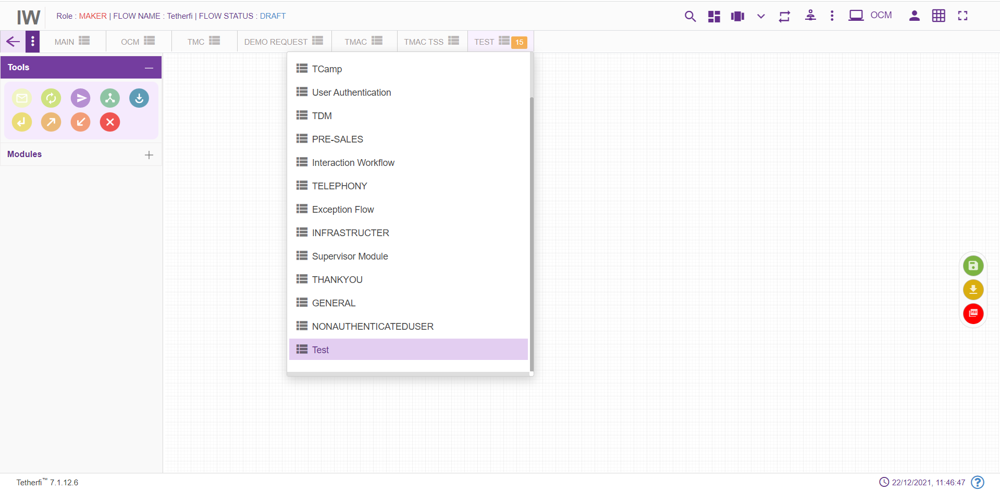 IW Role : MAKER | FLOW NAME : Tetherfi | FLOW STATUS : DRAFT OCM
MAIN OCM TMC DEMO REQUEST TMAC TMAC TSS TEST 15
Tools
TCamp
User Authentication
TDM
PRE-SALES
Modules
Interaction Workflow
TELEPHONY
Exception Flow
INFRASTRUCTER
Supervisor Module
THANKYOU
GENERAL
PDF
NONAUTHENTICATEDUSER
Test
Tetherfi™ 7.1.12.6 22/12/2021, 11:46:47 ?